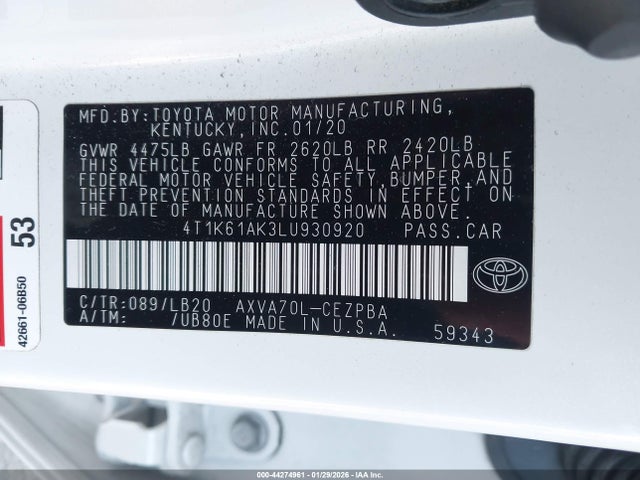 MFD.BY:TOYOTA MOTOR MANUFACTURING,
KENTUCKY,INC.01/20
GVWR 4475LB GAWR FR 2620LB RR 2420LB
THIS VEHICLE CONFORMS TO ALL APPLICABLE
FEDERAL MOTOR VEHICLE SAFETY,BUMPER,AND
THEFT PREVENTION STANDARDS IN EFFECT ON
THE DATE OF MANUFACTURE SHOWN ABOVE.
4T1K61AK3LU930920 PASS.CAR
C/TR:089/LB20 AXVA70L-CEZPBA
A/TM: /UB80E MADE IN U.S.A.
59343
53
42661-06B50
000-44274961 | 01/29/2026 | IAA Inc.